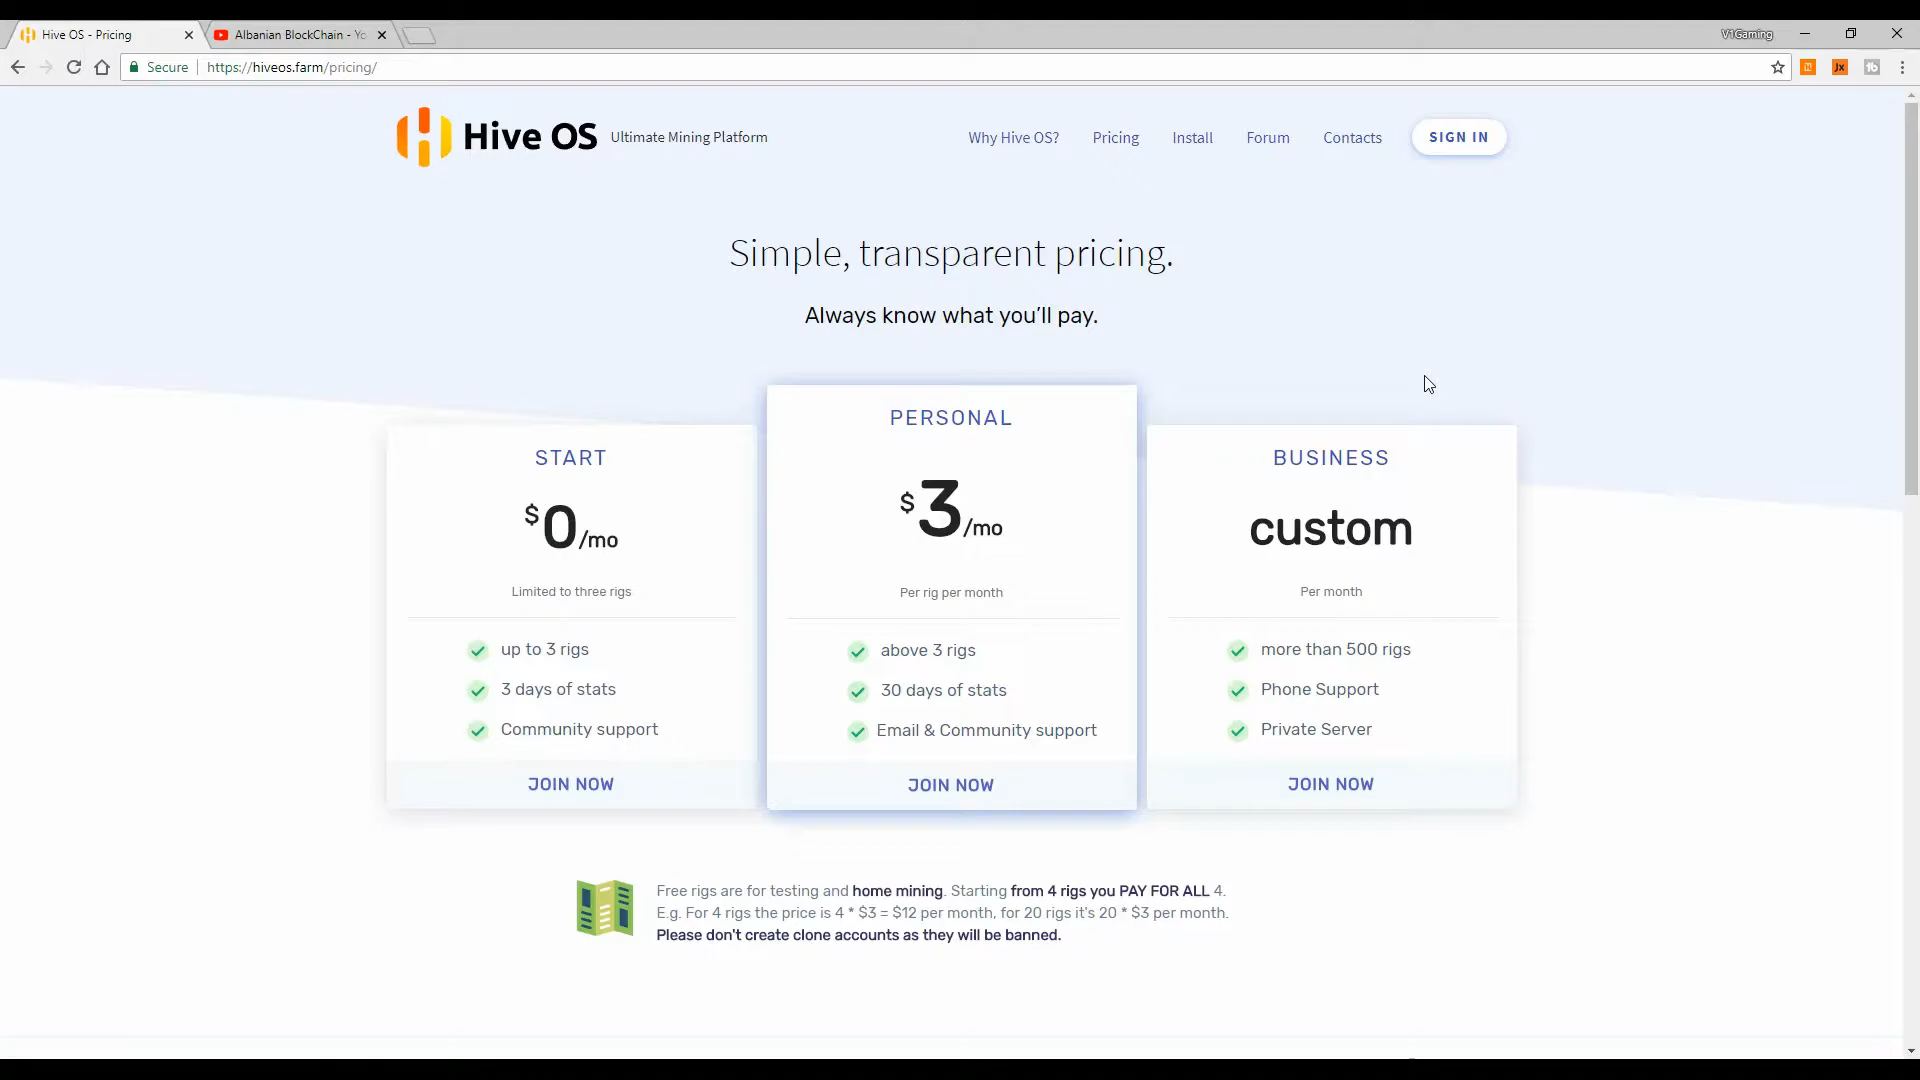 Hive OS - Pricing
Albanian BlockChain - Yo
V1Gaming
Secure
https://hiveos.farm/pricing/
Jx
tb
Hive OS
Ultimate Mining Platform
Why Hive OS?
Pricing
Install
Forum
Contacts
SIGN IN
Simple, transparent pricing.
Always know what you'll pay.
START
$0/mo
Limited to three rigs
up to 3 rigs
3 days of stats
Community support
JOIN NOW
PERSONAL
$3/mo
Per rig per month
above 3 rigs
30 days of stats
Email & Community support
JOIN NOW
BUSINESS
custom
Per month
more than 500 rigs
Phone Support
Private Server
JOIN NOW
Free rigs are for testing and home mining. Starting from 4 rigs you PAY FOR ALL 4.
E.g. For 4 rigs the price is 4 * $3 = $12 per month, for 20 rigs it's 20 * $3 per month.
Please don't create clone accounts as they will be banned.